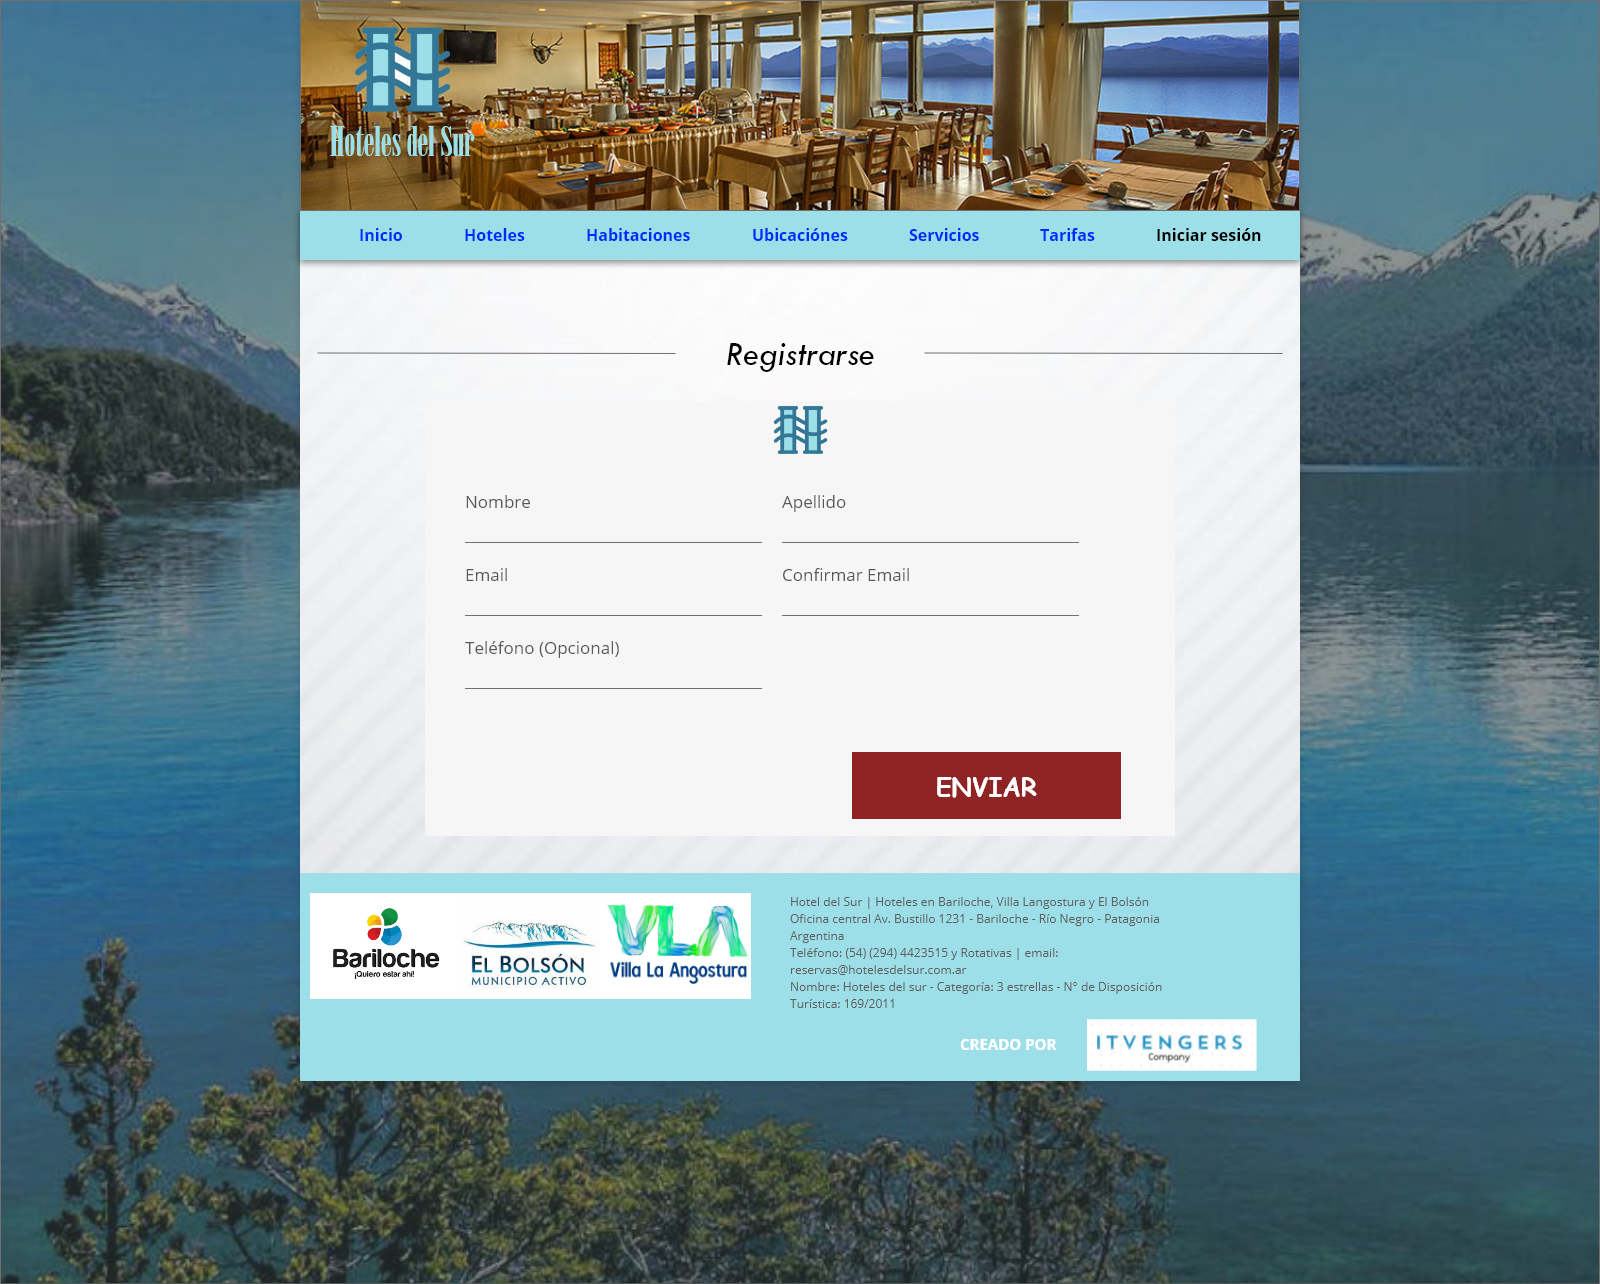 Hoteles del Sur
Inicio Hoteles Habitaciones Ubicaciónes Servicios Tarifas Iniciar sesión
Registrarse
Nombre Apellido
Email Confirmar Email
Teléfono (Opcional)
ENVIAR
Bariloche
¡Quiero estar ahí!
EL BOLSÓN
MUNICIPIO ACTIVO
VLA
Villa La Angostura
Hotel del Sur | Hoteles en Bariloche, Villa Langostura y El Bolsón
Oficina central Av. Bustillo 1231 - Bariloche - Río Negro - Patagonia
Argentina
Teléfono: (54) (294) 4423515 y Rotativas | email:
reservas@hotelesdelsur.com.ar
Nombre: Hoteles del sur - Categoría: 3 estrellas - N° de Disposición
Turística: 169/2011
CREADO POR
ITVENGERS
Company